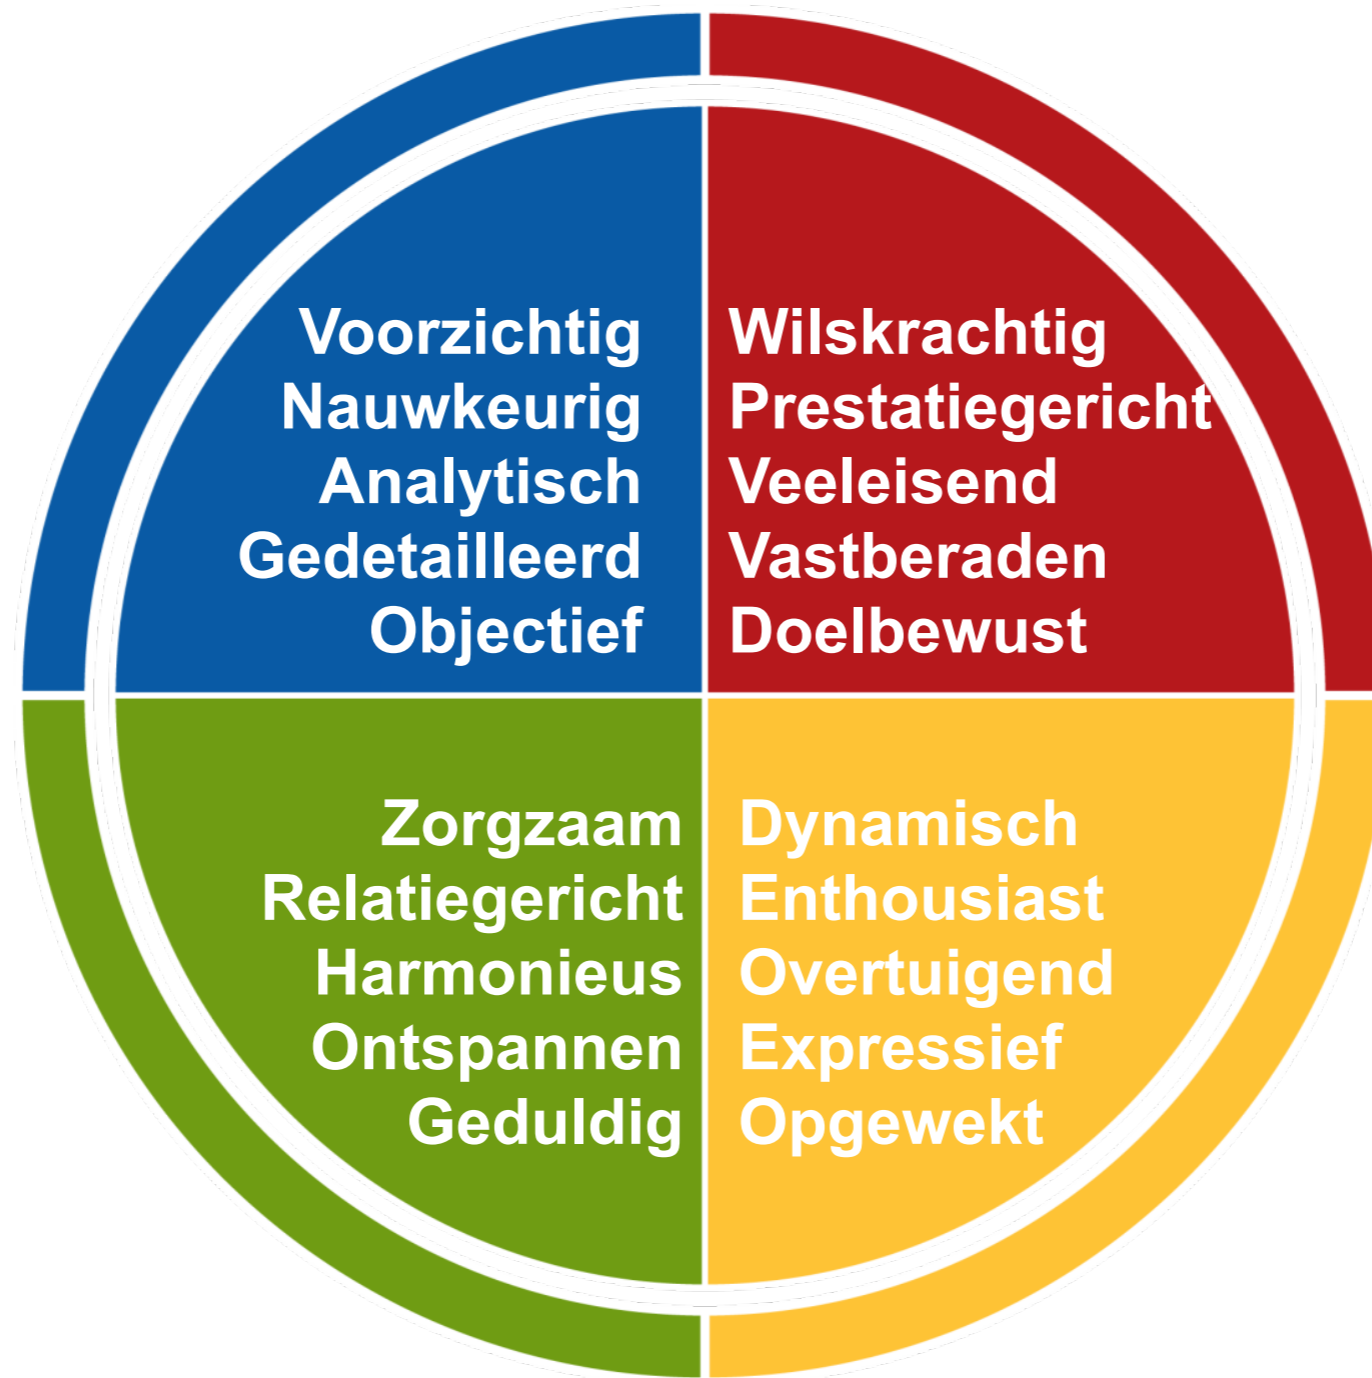 Voorzichtig
Nauwkeurig
Analytisch
Gedetailleerd
Objectief
Wilskrachtig
Prestatiegericht
Veeleisend
Vastberaden
Doelbewust
Zorgzaam
Relatiegericht
Harmonieus
Ontspannen
Geduldig
Dynamisch
Enthousiast
Overtuigend
Expressief
Opgewekt